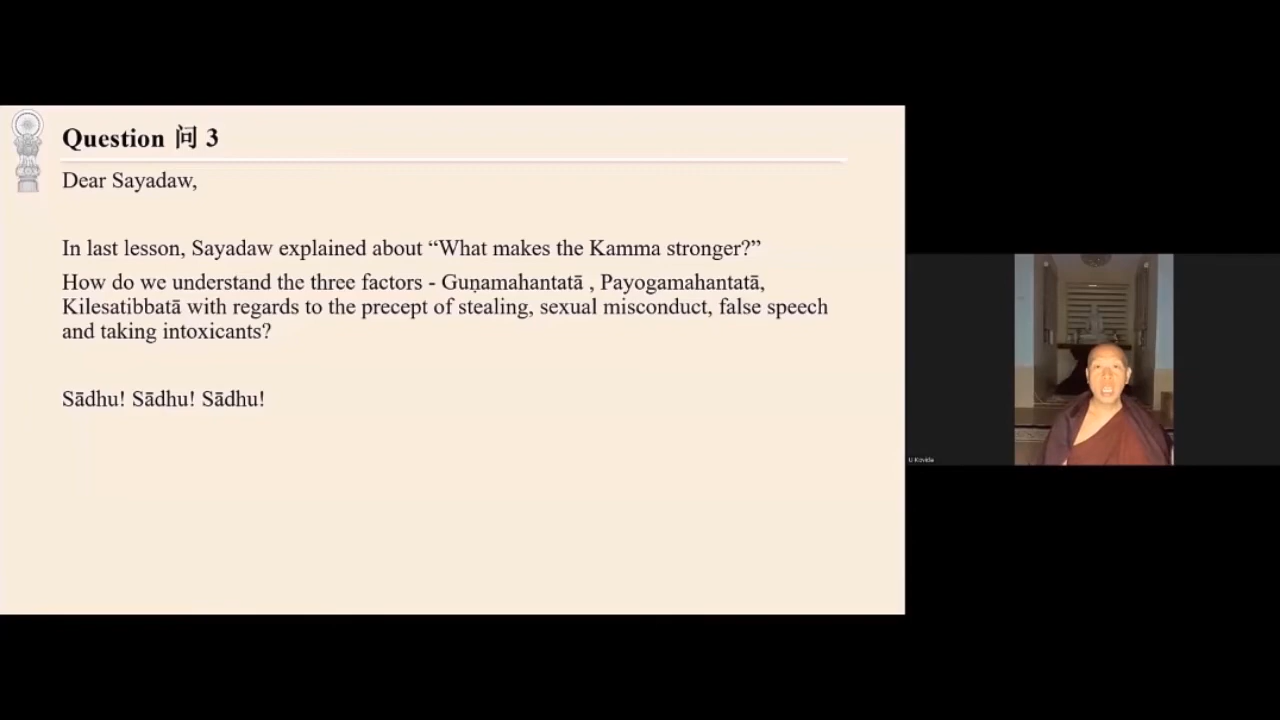 Question 问 3
Dear Sayadaw,
In last lesson, Sayadaw explained about “What makes the Kamma stronger?”
How do we understand the three factors - Guṇamahantatā , Payogamahantatā,
Kilesatibbatā with regards to the precept of stealing, sexual misconduct, false speech
and taking intoxicants?
Sādhu! Sādhu! Sādhu!
U Kovida